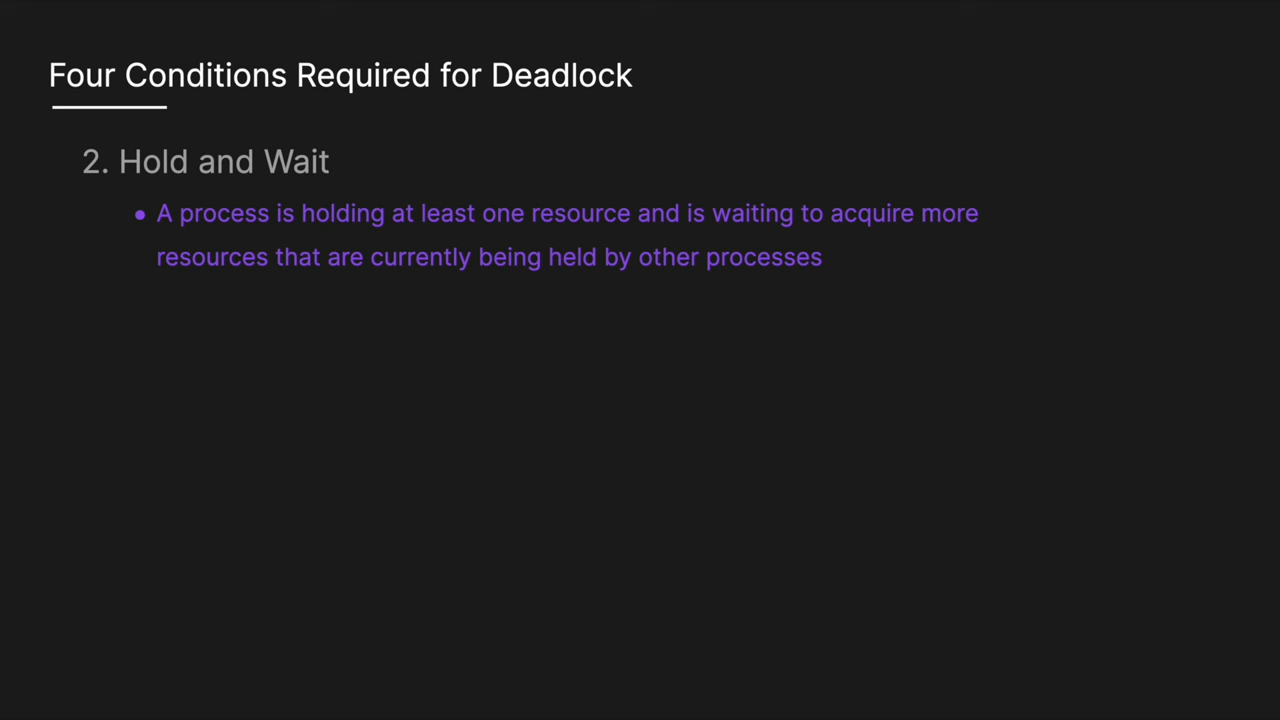 Four Conditions Required for Deadlock
2. Hold and Wait
• A process is holding at least one resource and is waiting to acquire more
resources that are currently being held by other processes